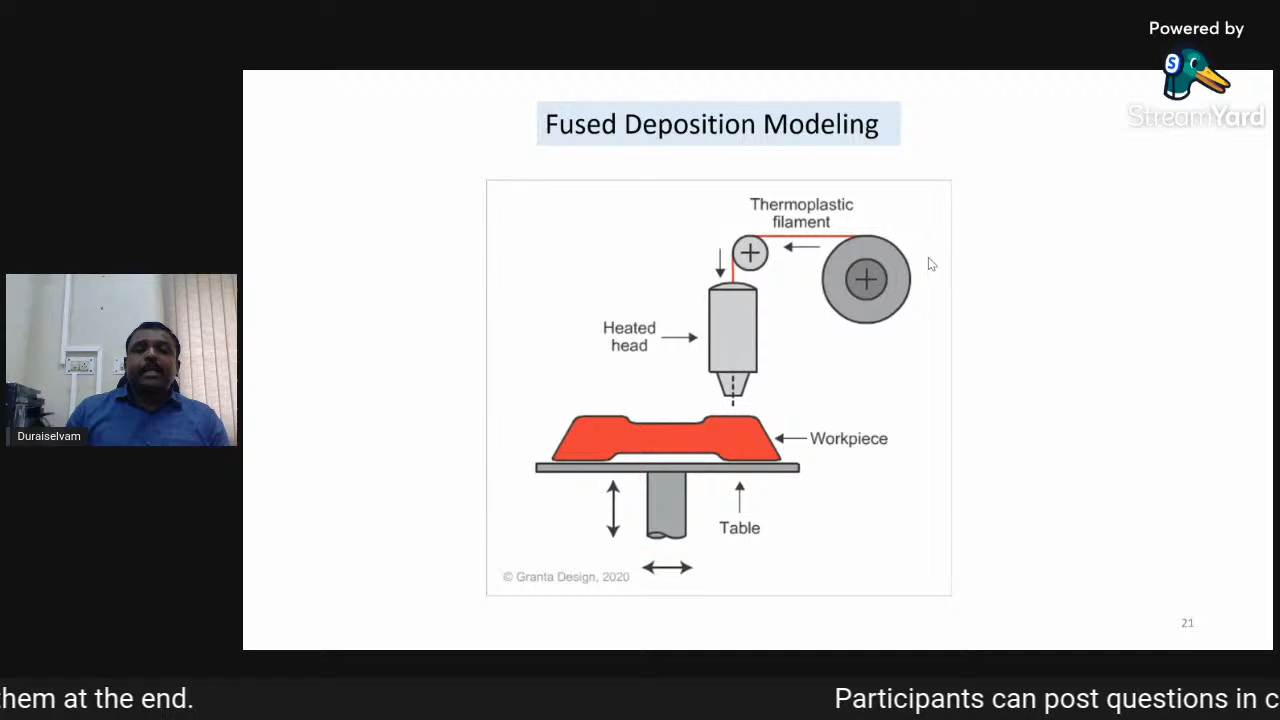 Powered by
S
StreamYard
Fused Deposition Modeling
Thermoplastic
filament
Heated
head
Workpiece
Table
© Granta Design, 2020
21
Duraiselvam
them at the end.
Participants can post questions in c